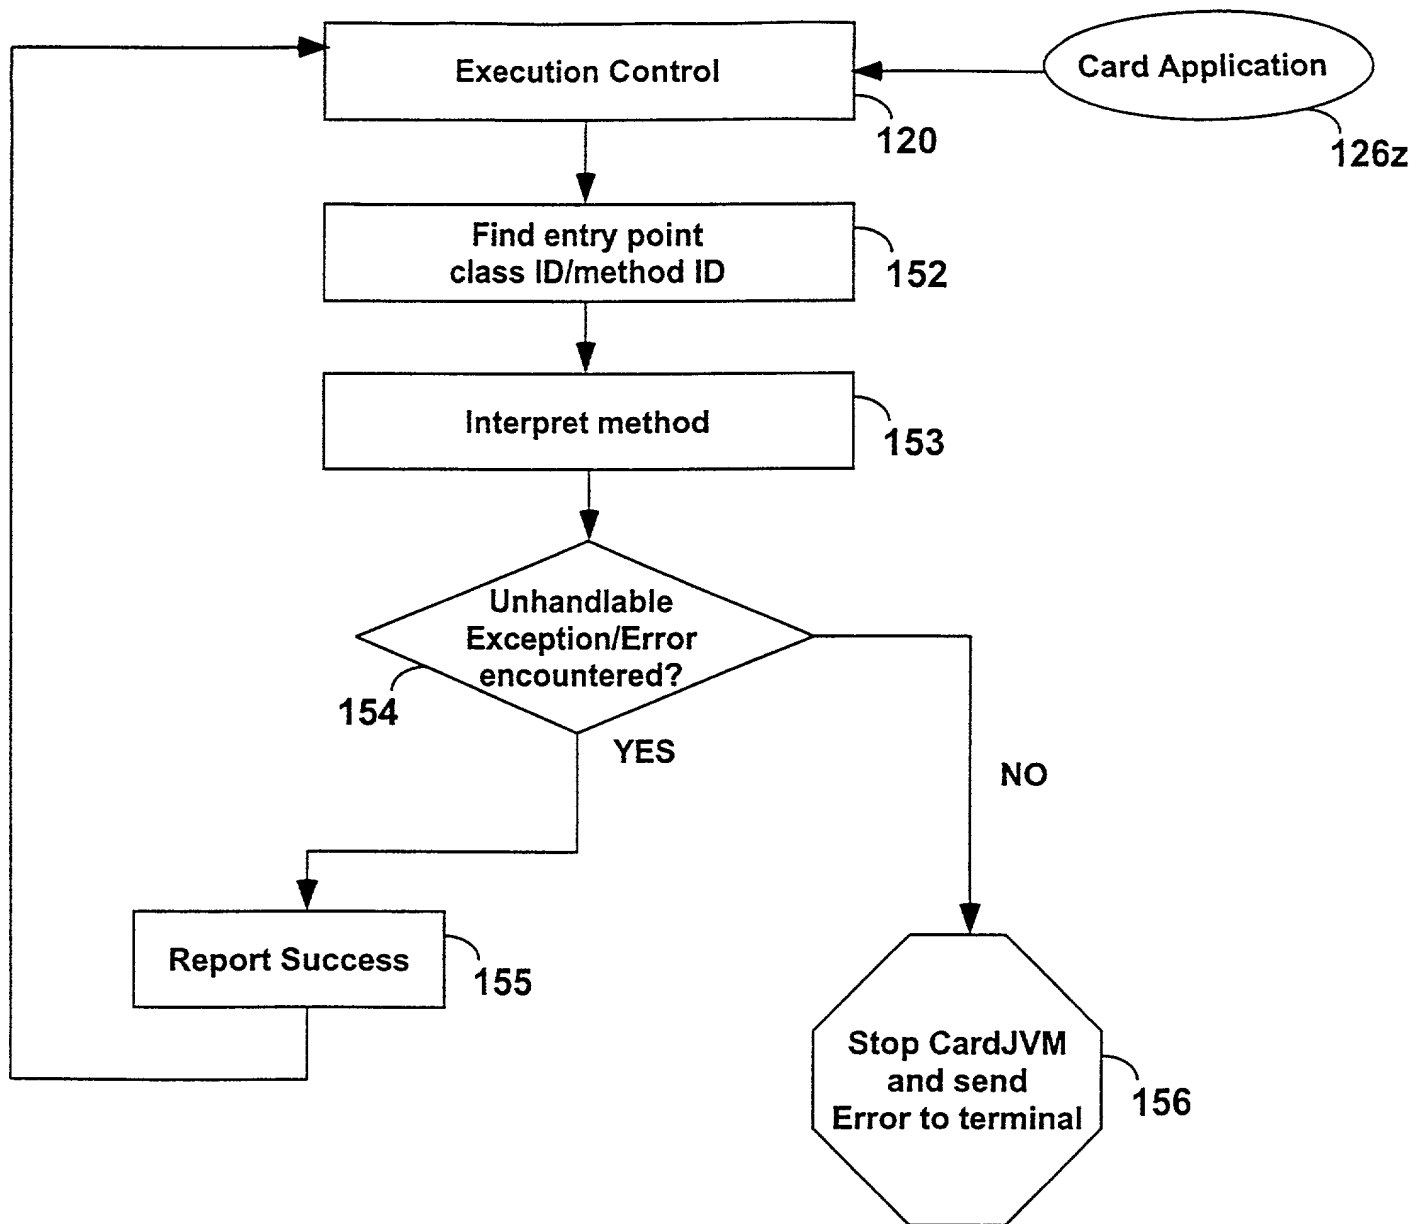 Execution Control
Card Application
120
126z
Find entry point
class ID/method ID
152
Interpret method
153
Unhandlable
Exception/Error
encountered?
154
YES
NO
Report Success
155
Stop CardJVM
and send
Error to terminal
156